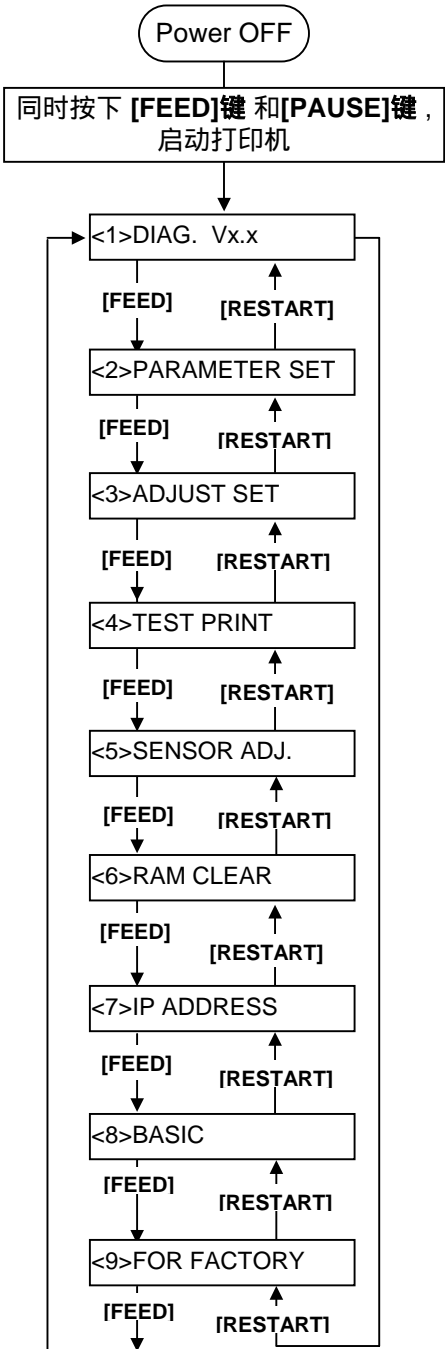 Power OFF
同时按下 [FEED]键 和[PAUSE]键 ,
启动打印机
<1>DIAG. Vx.x
[FEED] [RESTART]
<2>PARAMETER SET
[FEED] [RESTART]
<3>ADJUST SET
[FEED] [RESTART]
<4>TEST PRINT
[FEED] [RESTART]
<5>SENSOR ADJ.
[FEED] [RESTART]
<6>RAM CLEAR
[FEED] [RESTART]
<7>IP ADDRESS
[FEED] [RESTART]
<8>BASIC
[FEED] [RESTART]
<9>FOR FACTORY
[FEED] [RESTART]